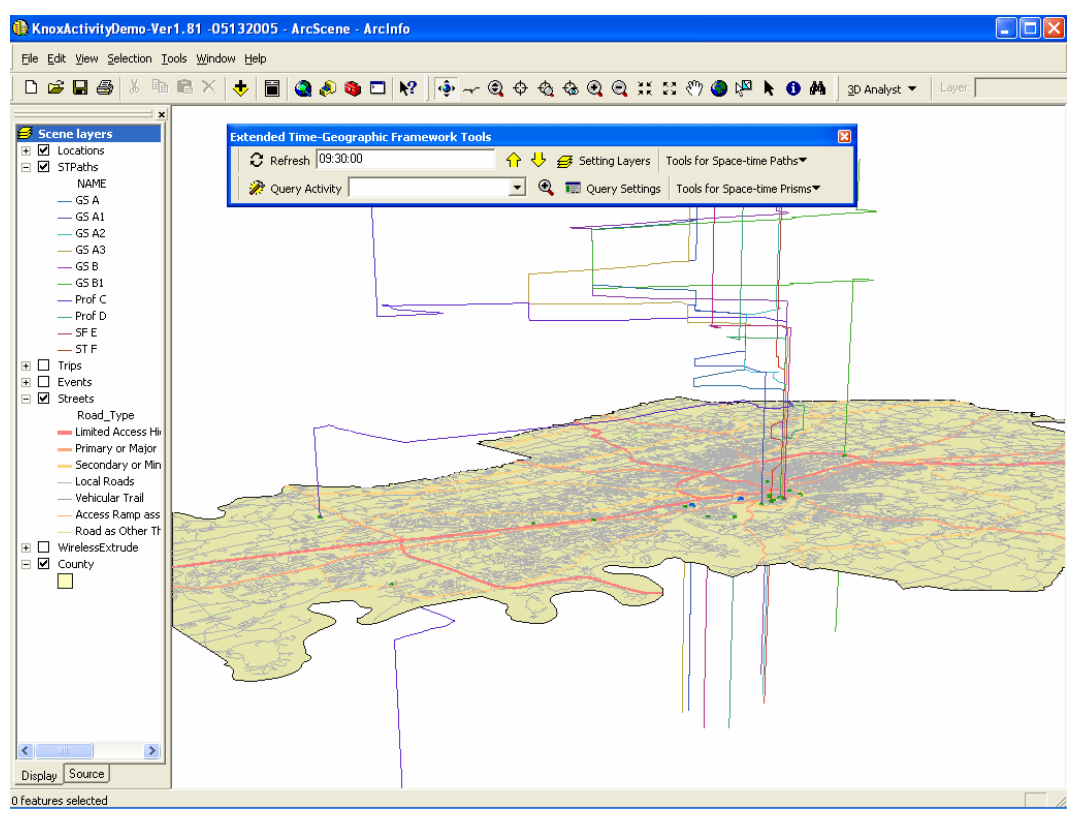 KnoxActivityDemo-Ver1.81 -05132005 - ArcScene - ArcInfo
File Edit View Selection Tools Window Help
3D Analyst Layer:
Scene layers
Locations
STPaths
NAME
GS A
GS A1
GS A2
GS A3
GS B
GS B1
Prof C
Prof D
SF E
ST F
Trips
Events
Streets
Road_Type
Limited Access Hi
Primary or Major
Secondary or Min
Local Roads
Vehicular Trail
Access Ramp ass
Road as Other Th
WirelessExtrude
County
Display Source
0 features selected
Extended Time-Geographic Framework Tools
Refresh 09:30:00 Setting Layers Tools for Space-time Paths
Query Activity Query Settings Tools for Space-time Prisms